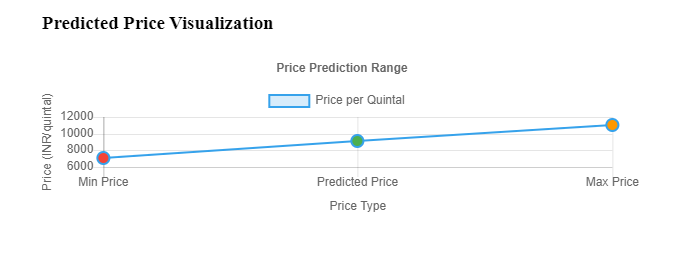 Predicted Price Visualization
Price Prediction Range
Price per Quintal
Price (INR/quintal)
12000
10000
8000
6000
Min Price
Predicted Price
Max Price
Price Type